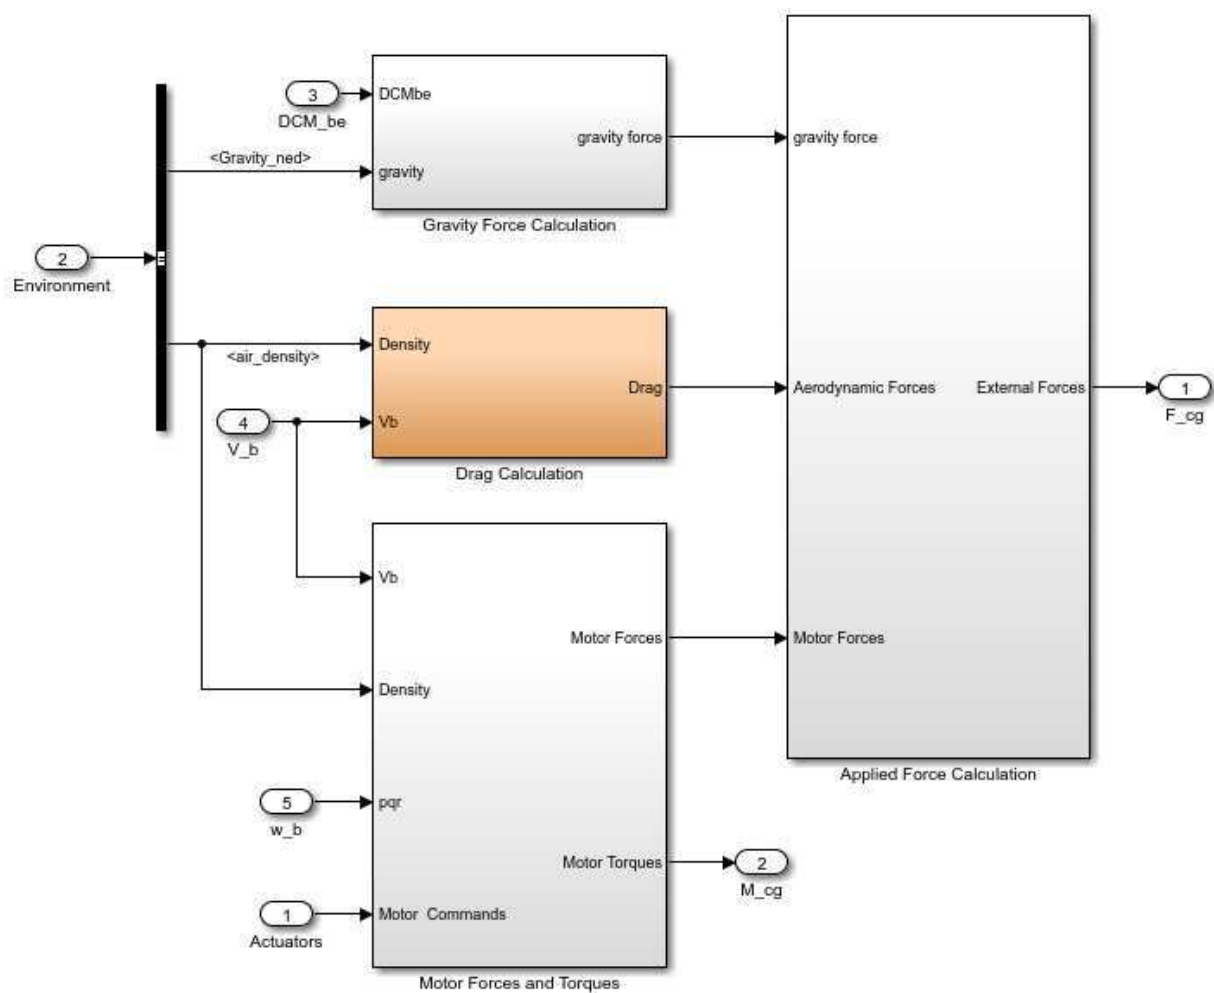 3
DCM_be
DCMbe
gravity force
gravity force
<Gravity_ned>
gravity
Gravity Force Calculation
2
Environment
Density
<air_density>
Drag
Aerodynamic Forces
External Forces
1
F_cg
4
V_b
Vb
Drag Calculation
Vb
Motor Forces
Motor Forces
Density
Applied Force Calculation
5
w_b
pqr
Motor Torques
2
M_cg
1
Actuators
Motor  Commands
Motor Forces and Torques